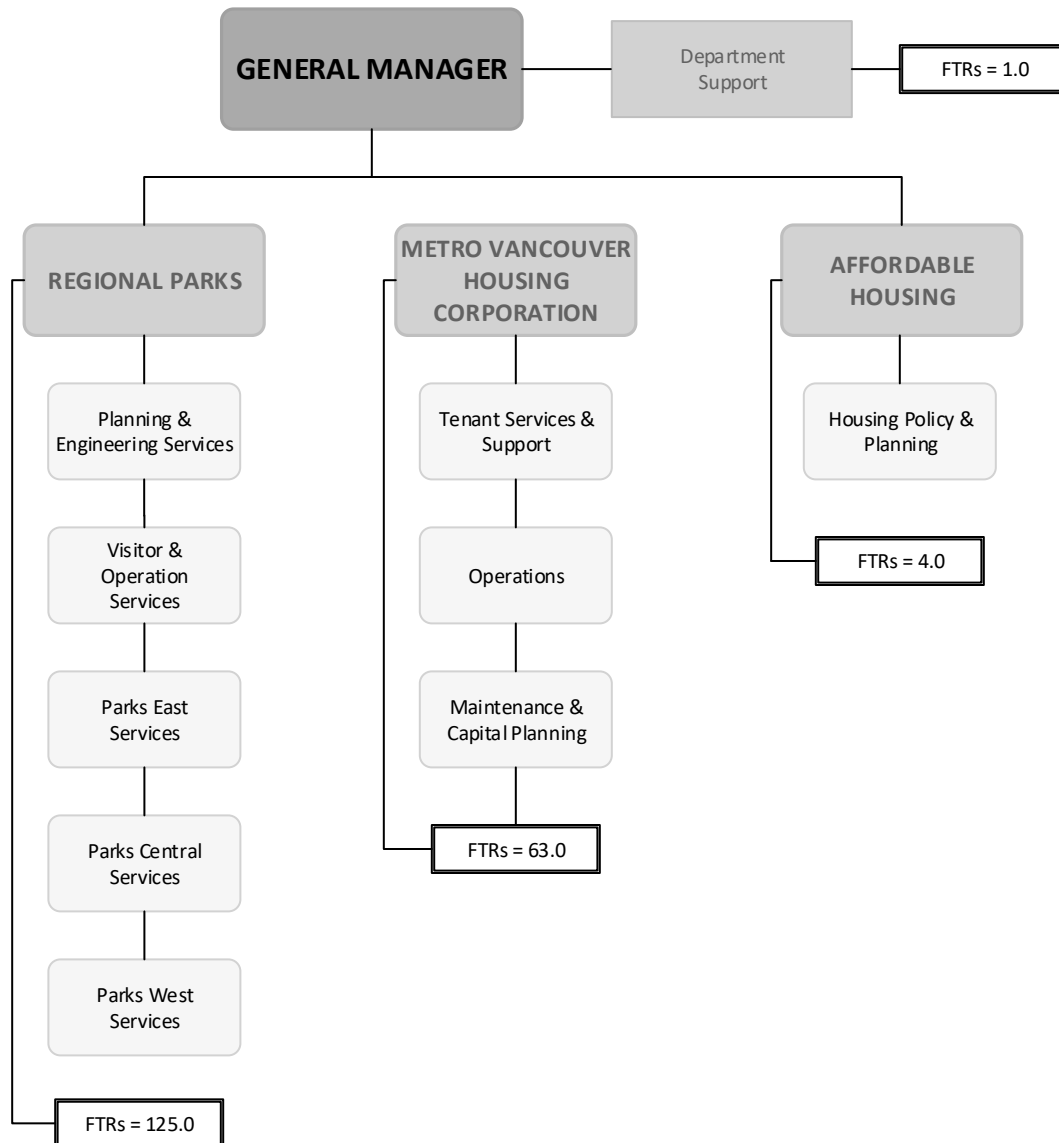 GENERAL MANAGER
Department
Support
FTRs = 1.0
REGIONAL PARKS
METRO VANCOUVER
HOUSING
CORPORATION
AFFORDABLE
HOUSING
Planning &
Engineering Services
Tenant Services &
Support
Housing Policy &
Planning
Visitor &
Operation
Services
Operations
FTRs = 4.0
Parks East
Services
Maintenance &
Capital Planning
Parks Central
Services
FTRs = 63.0
Parks West
Services
FTRs = 125.0